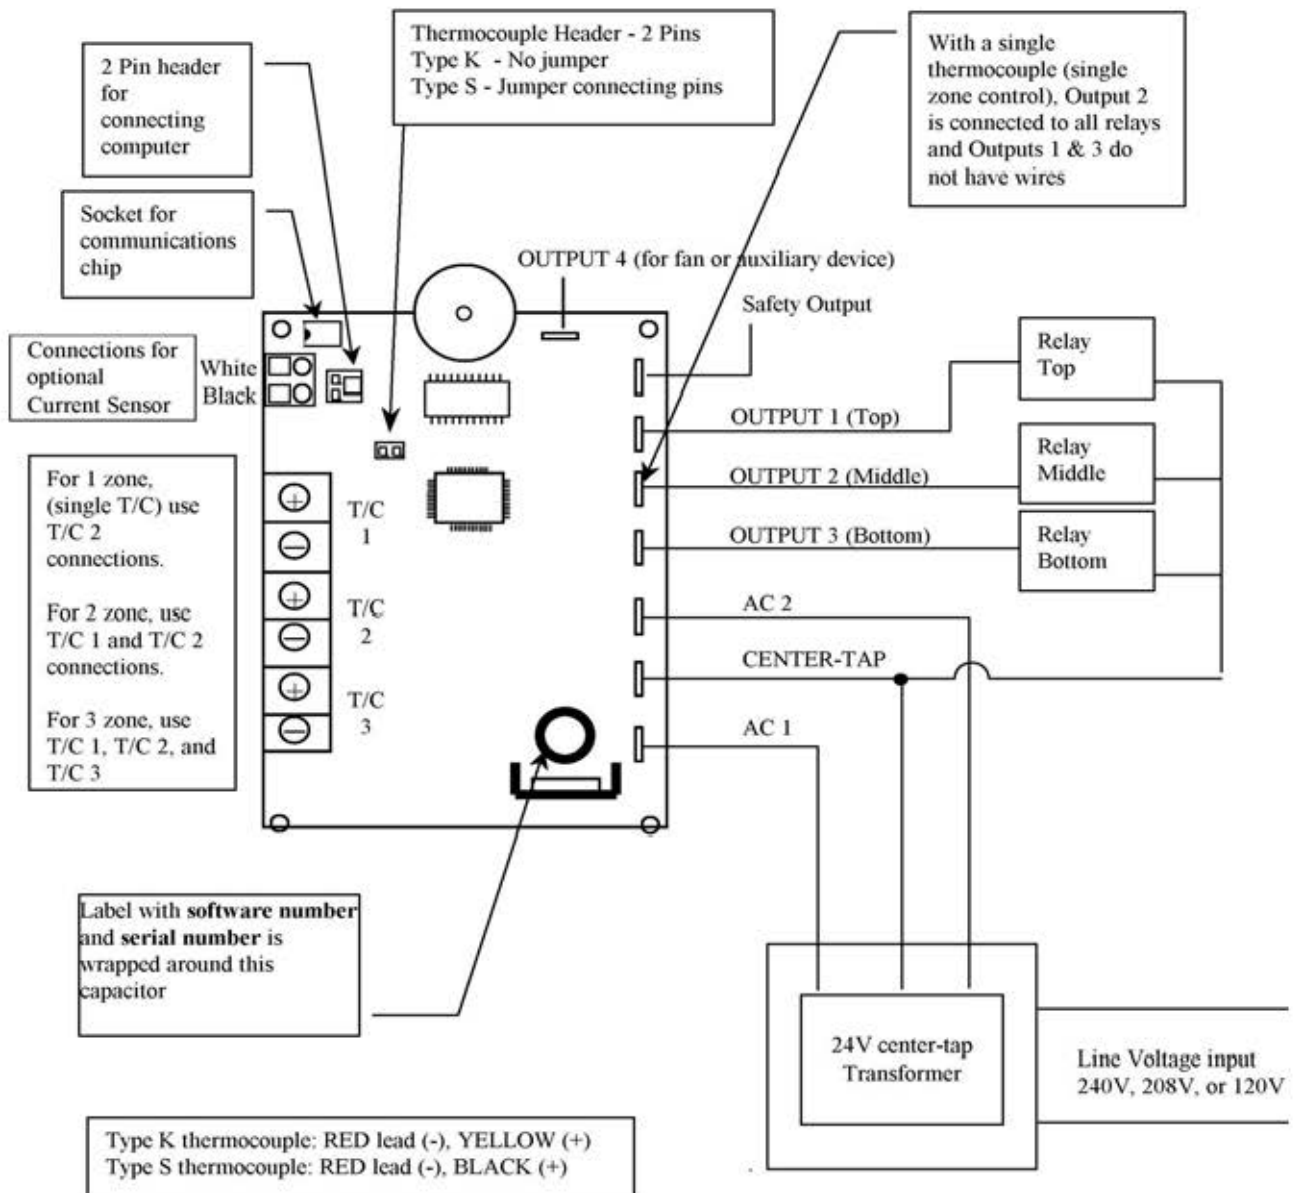 2 Pin header
for
connecting
computer
Thermocouple Header - 2 Pins
Type K - No jumper
Type S - Jumper connecting pins
With a single
thermocouple (single
zone control), Output 2
is connected to all relays
and Outputs 1 & 3 do
not have wires
Socket for
communications
chip
OUTPUT 4 (for fan or auxiliary device)
Safety Output
Connections for
optional
Current Sensor
White
Black
Relay
Top
OUTPUT 1 (Top)
Relay
Middle
OUTPUT 2 (Middle)
OUTPUT 3 (Bottom)
Relay
Bottom
For 1 zone,
(single T/C) use
T/C 2
connections.
For 2 zone, use
T/C 1 and T/C 2
connections.
For 3 zone, use
T/C 1, T/C 2, and
T/C 3
+
T/C
1
−
+
T/C
2
−
+
T/C
3
−
AC 2
CENTER-TAP
AC 1
Label with software number
and serial number is
wrapped around this
capacitor
24V center-tap
Transformer
Line Voltage input
240V, 208V, or 120V
Type K thermocouple: RED lead (-), YELLOW (+)
Type S thermocouple: RED lead (-), BLACK (+)